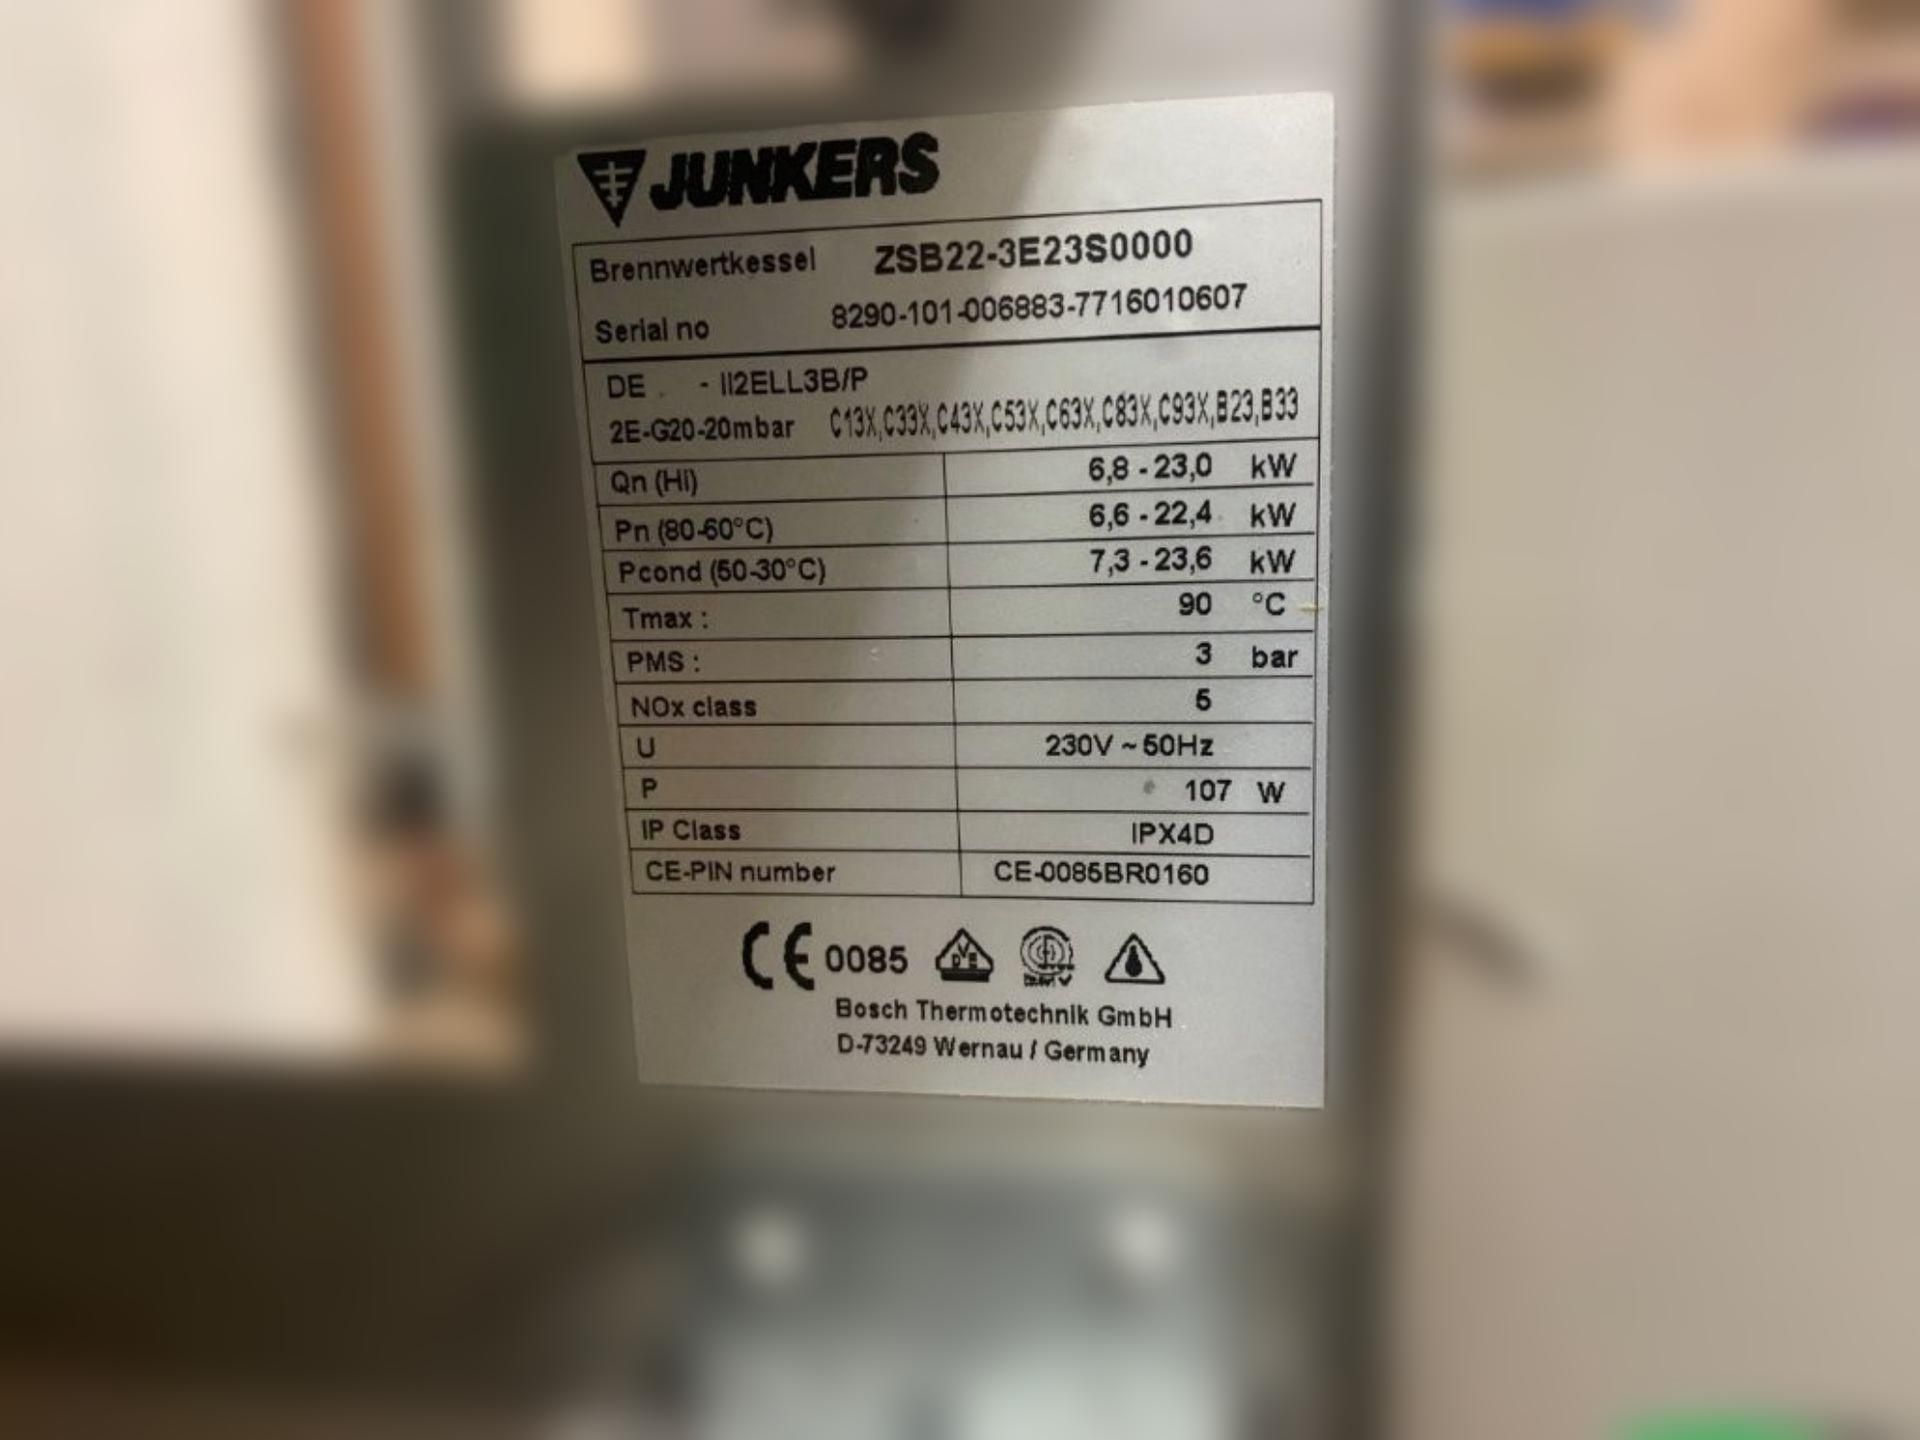 JUNKERS
Brennwertkessel ZSB22-3E23S0000
Serial no 8290-101-006883-7716010607
DE - II2ELL3B/P
2E-G20-20mbar C13X,C33X,C43X,C53X,C63X,C83X,C93X,B23,B33
Qn (Hi) 6,8 - 23,0 kW
Pn (80-60°C) 6,6 - 22,4 kW
Pcond (50-30°C) 7,3 - 23,6 kW
Tmax : 90 °C
PMS : 3 bar
NOx class 5
U 230V ~ 50Hz
P 107 W
IP Class IPX4D
CE-PIN number CE-0085BR0160
CE 0085 DVE
Bosch Thermotechnik GmbH
D-73249 Wernau / Germany